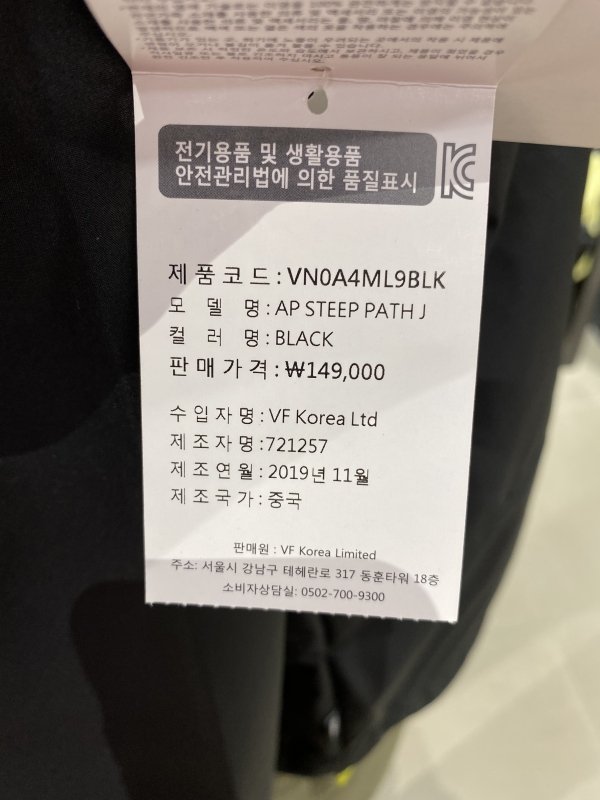 전기용품 및 생활용품
안전관리법에 의한 품질표시
제 품 코 드 : VN0A4ML9BLK
모 델 명 : AP STEEP PATH J
컬 러 명 : BLACK
판 매 가 격 : ₩149,000
수 입 자 명 : VF Korea Ltd
제 조 자 명 : 721257
제 조 연 월 : 2019년 11월
제 조 국 가 : 중국
판매원 : VF Korea Limited
주소: 서울시 강남구 테헤란로 317 동훈타워 18층
소비자상담실: 0502-700-9300